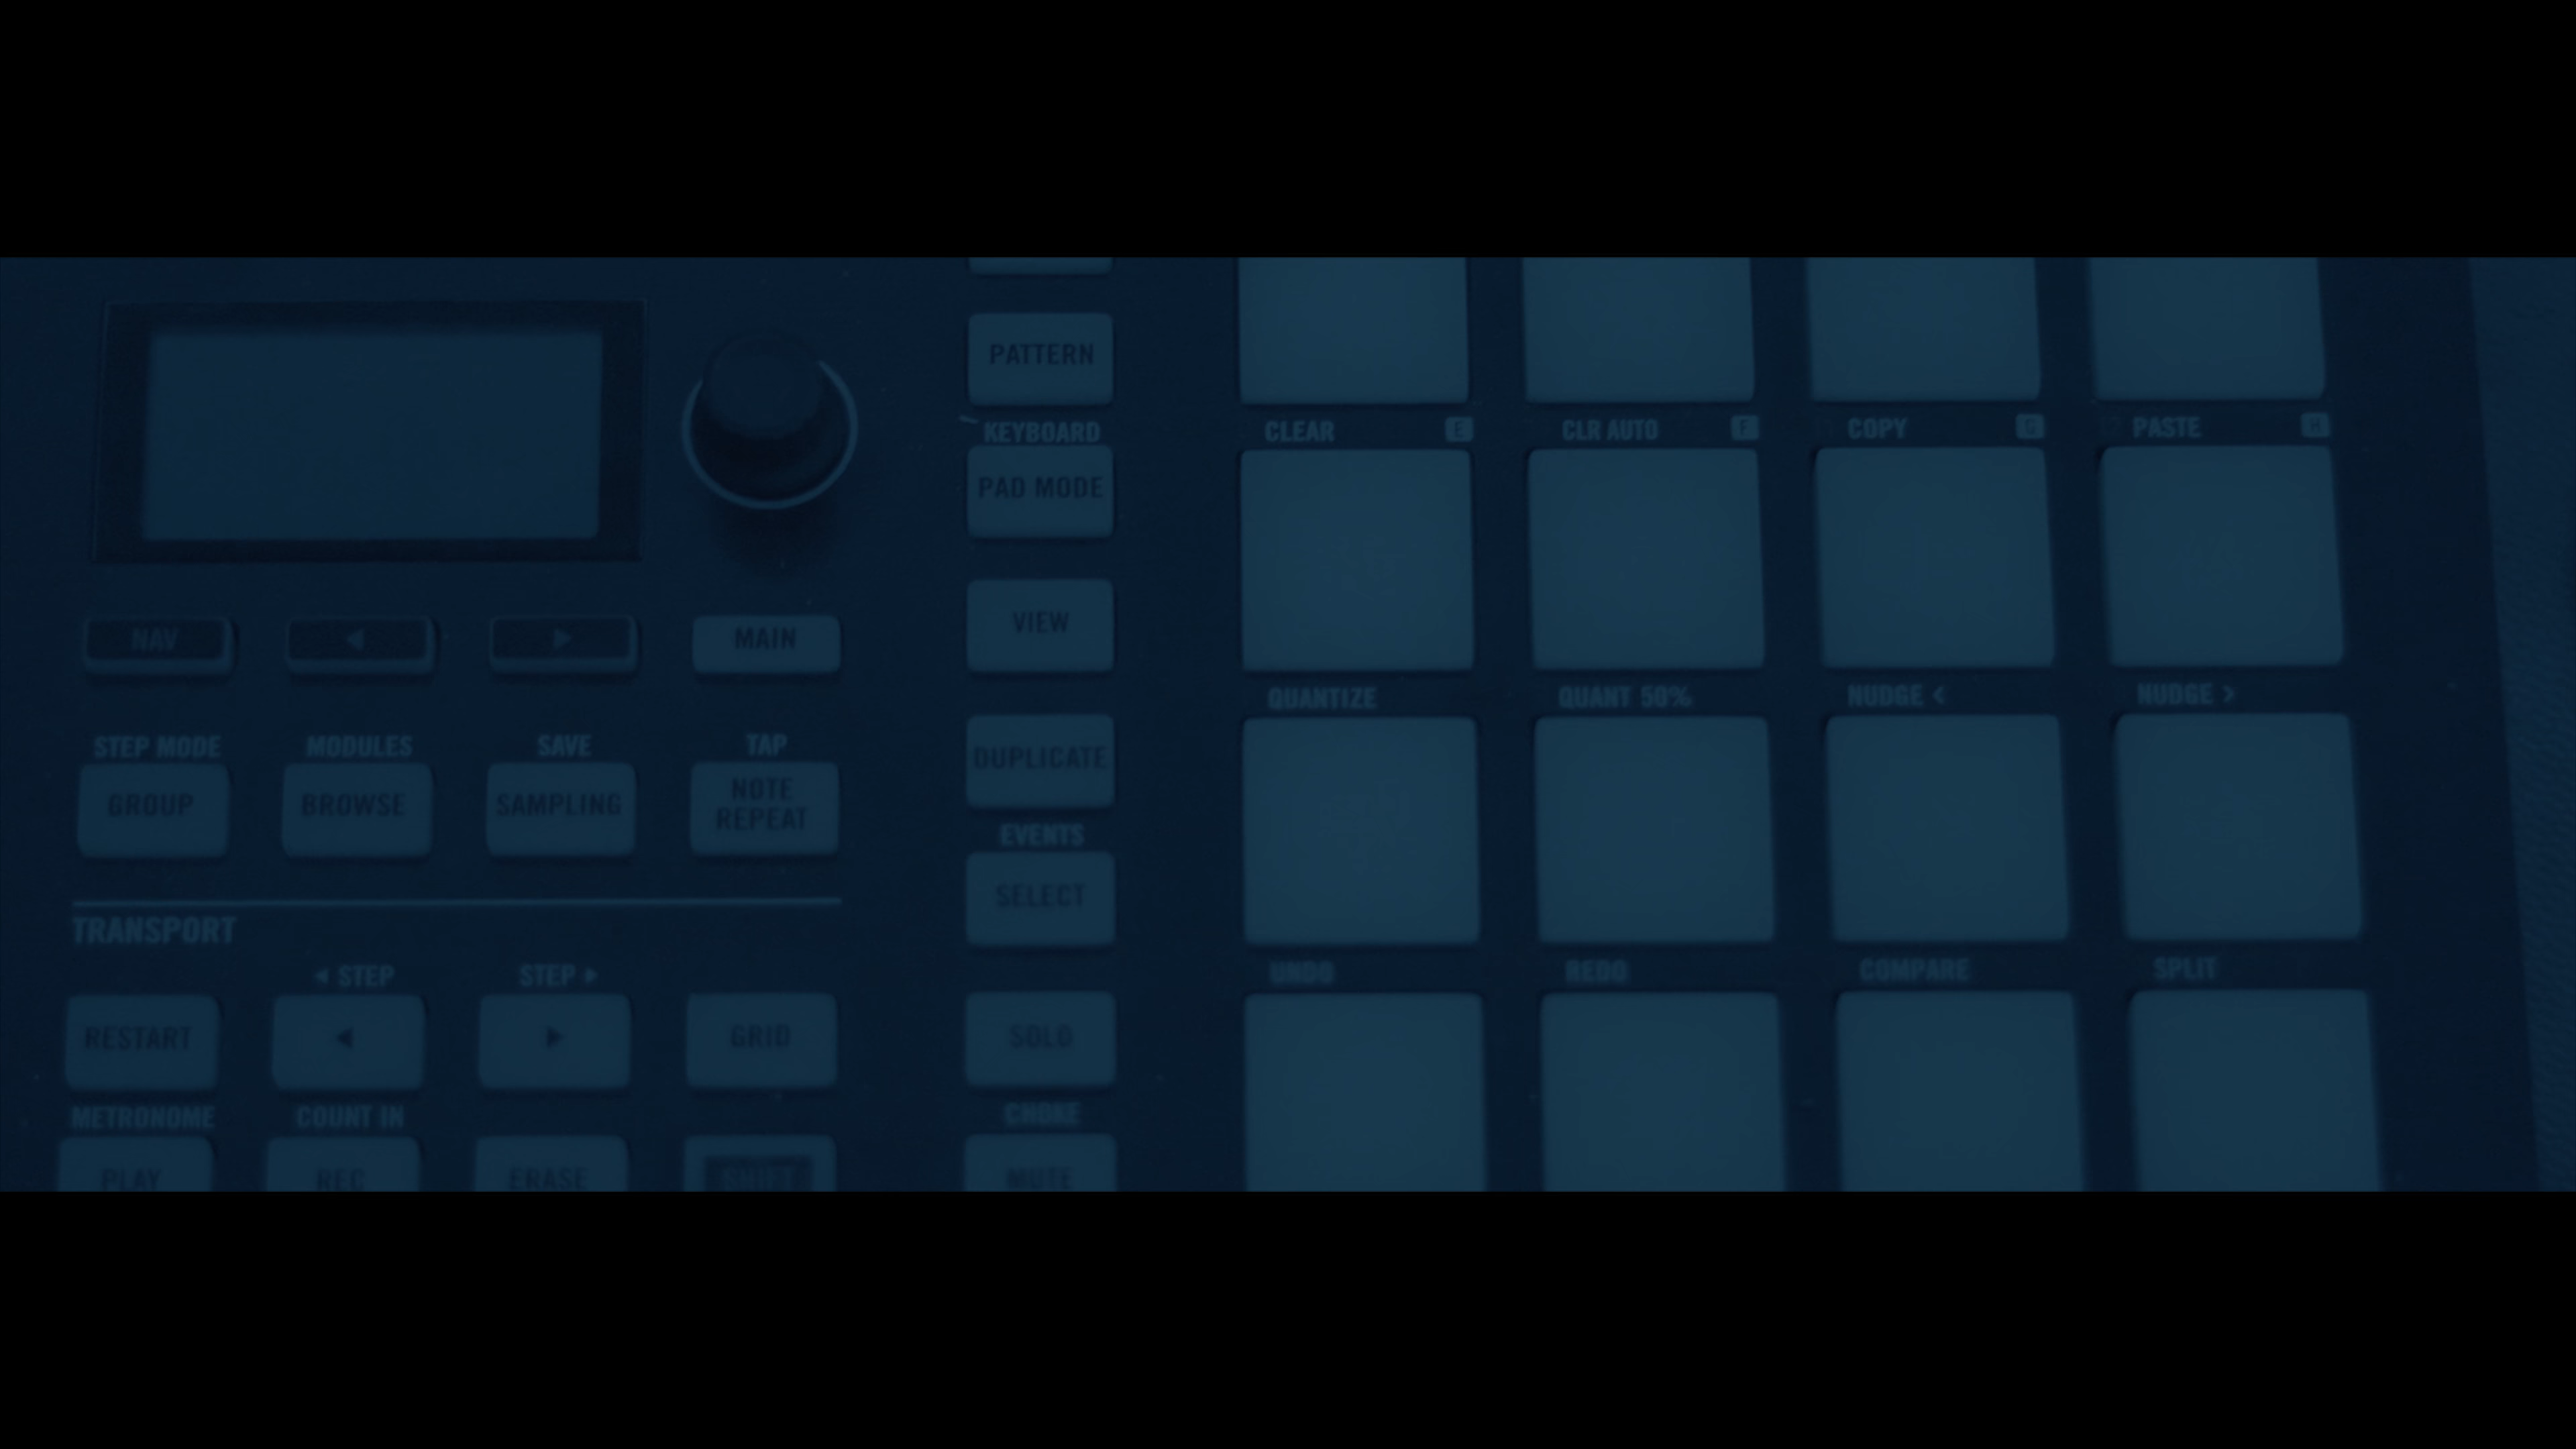 PATTERN
KEYBOARD
PAD MODE
VIEW
DUPLICATE
EVENTS
SELECT
SOLO
CHOKE
MUTE
NAV
MAIN
STEP MODE
MODULES
SAVE
TAP
GROUP
BROWSE
SAMPLING
NOTE
REPEAT
TRANSPORT
◀ STEP
STEP ▶
RESTART
◀
▶
GRID
METRONOME
COUNT IN
PLAY
REC
ERASE
SHIFT
CLEAR E
CLR AUTO F
COPY G
PASTE H
QUANTIZE
QUANT 50%
NUDGE <
NUDGE >
UNDO
REDO
COMPARE
SPLIT